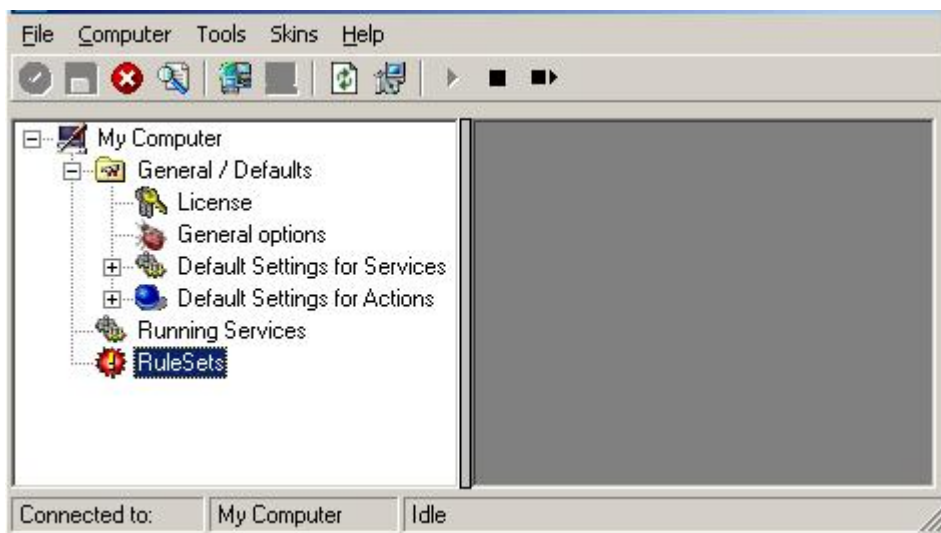 File Computer Tools Skins Help
My Computer
General / Defaults
License
General options
Default Settings for Services
Default Settings for Actions
Running Services
RuleSets
Connected to: My Computer Idle